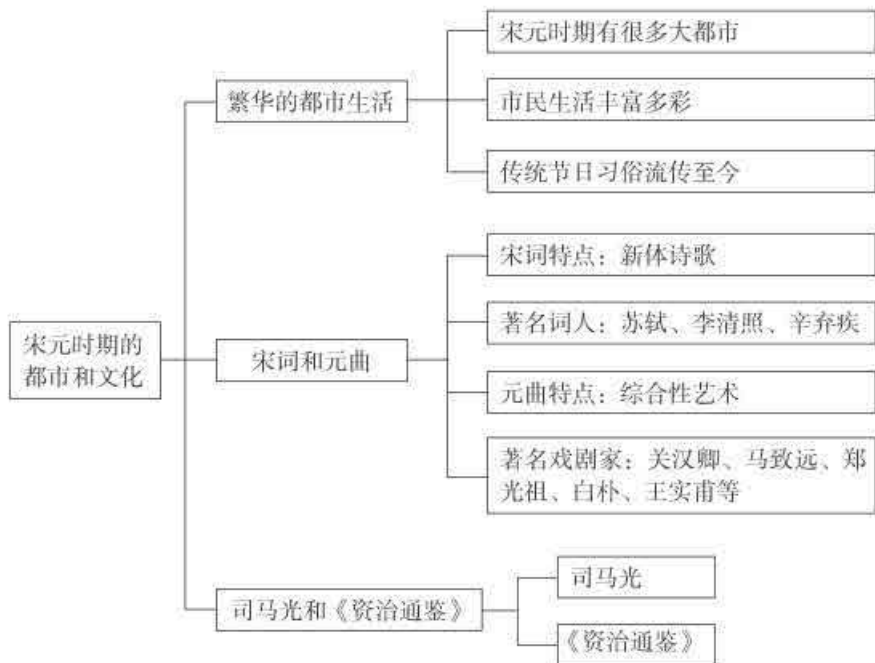 宋元时期的
都市和文化
繁华的都市生活
宋元时期有很多大都市
市民生活丰富多彩
传统节日习俗流传至今
宋词和元曲
宋词特点：新体诗歌
著名词人：苏轼、李清照、辛弃疾
元曲特点：综合性艺术
著名戏剧家：关汉卿、马致远、郑
光祖、白朴、王实甫等
司马光和《资治通鉴》
司马光
《资治通鉴》